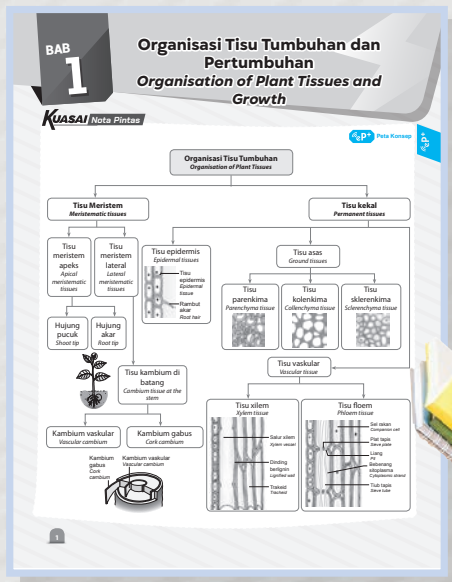 BAB
1
Organisasi Tisu Tumbuhan dan
Pertumbuhan
Organisation of Plant Tissues and
Growth
KUASAI Nota Pintas
eP+ Peta Konsep
eP+
Organisasi Tisu Tumbuhan
Organisation of Plant Tissues
Tisu Meristem
Meristematic tissues
Tisu kekal
Permanent tissues
Tisu
meristem
apeks
Apical
meristematic
tissues
Tisu
meristem
lateral
Lateral
meristematic
tissues
Tisu epidermis
Epidermal tissues
Tisu
epidermis
Epidermal
tissue
Rambut
akar
Root hair
Tisu asas
Ground tissues
Tisu
parenkima
Parenchyma tissue
Tisu
kolenkima
Collenchyma tissue
Tisu
sklerenkima
Sclerenchyma tissue
Hujung
pucuk
Shoot tip
Hujung
akar
Root tip
Tisu kambium di
batang
Cambium tissue at the
stem
Kambium vaskular
Vascular cambium
Kambium gabus
Cork cambium
Kambium
gabus
Cork
cambium
Kambium vaskular
Vascular cambium
Tisu vaskular
Vascular tissue
Tisu xilem
Xylem tissue
Salur xilem
Xylem vessel
Dinding
berlignin
Lignified wall
Trakeid
Tracheid
Tisu floem
Phloem tissue
Sel rakan
Companion cell
Plat tapis
Sieve plate
Liang
Pit
Bebenang
sitoplasma
Cytoplasmic strand
Tiub tapis
Sieve tube
1